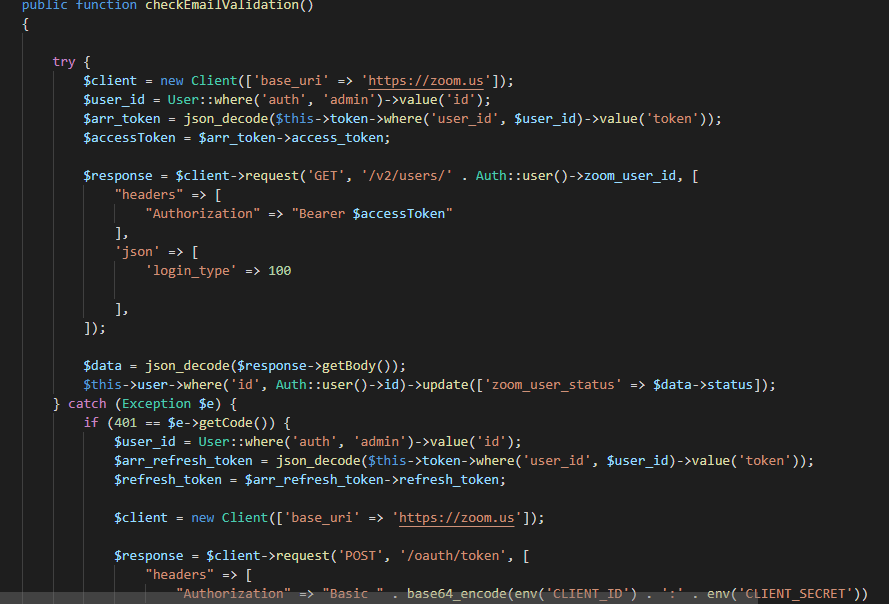 public function checkEmailValidation()
{
try {
$client = new Client(['base_uri' => 'https://zoom.us']);
$user_id = User::where('auth', 'admin')->value('id');
$arr_token = json_decode($this->token->where('user_id', $user_id)->value('token'));
$accessToken = $arr_token->access_token;
$response = $client->request('GET', '/v2/users/' . Auth::user()->zoom_user_id, [
"headers" => [
"Authorization" => "Bearer $accessToken"
],
'json' => [
'login_type' => 100
],
]);
$data = json_decode($response->getBody());
$this->user->where('id', Auth::user()->id)->update(['zoom_user_status' => $data->status]);
} catch (Exception $e) {
if (401 == $e->getCode()) {
$user_id = User::where('auth', 'admin')->value('id');
$arr_refresh_token = json_decode($this->token->where('user_id', $user_id)->value('token'));
$refresh_token = $arr_refresh_token->refresh_token;
$client = new Client(['base_uri' => 'https://zoom.us']);
$response = $client->request('POST', '/oauth/token', [
"headers" => [
"Authorization" => "Basic " . base64_encode(env('CLIENT_ID') . ':' . env('CLIENT_SECRET'))